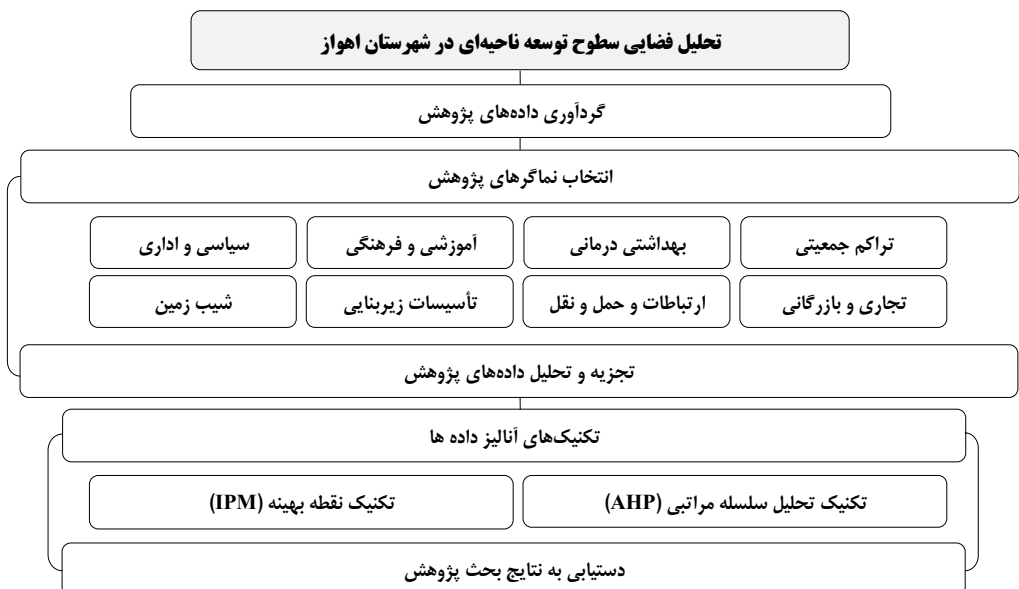 تحلیل فضایی سطوح توسعه ناحیه‌ای در شهرستان اهواز
گردآوری داده‌های پژوهش
انتخاب نماگرهای پژوهش
تراکم جمعیتی
بهداشتی درمانی
آموزشی و فرهنگی
سیاسی و اداری
تجاری و بازرگانی
ارتباطات و حمل و نقل
تأسیسات زیربنایی
شیب زمین
تجزیه و تحلیل داده‌های پژوهش
تکنیک‌های آنالیز داده ها
تکنیک تحلیل سلسله مراتبی (AHP)
تکنیک نقطه بهینه (IPM)
دستیابی به نتایج بحث پژوهش